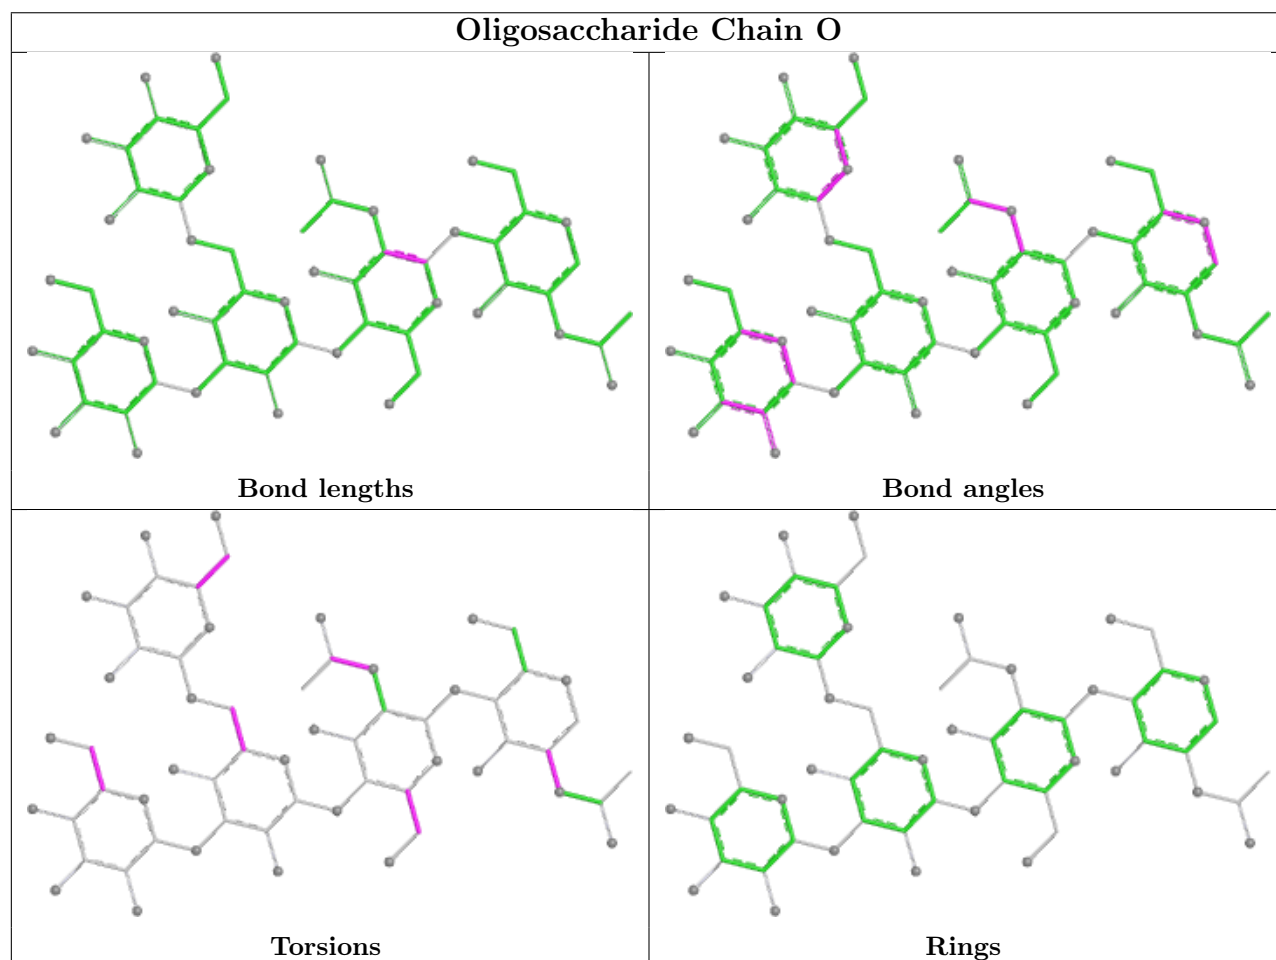 Oligosaccharide Chain O
Bond lengths
Bond angles
Torsions
Rings